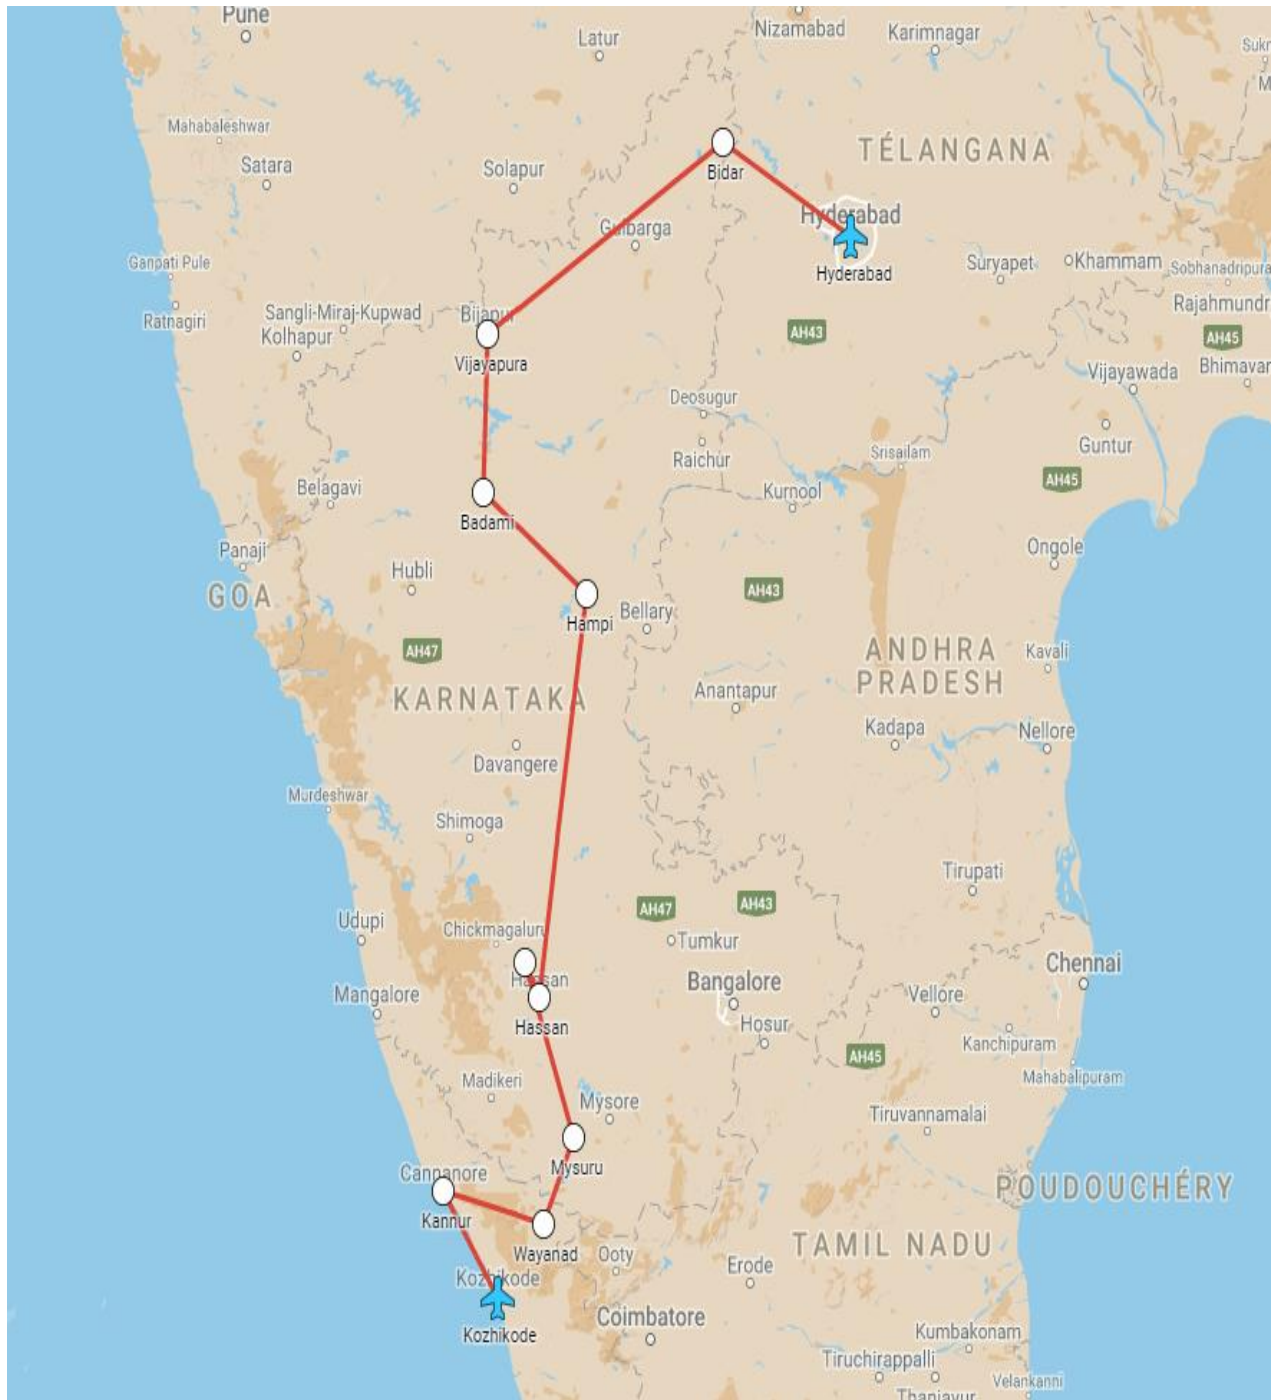 Pune
Latur
Nizamabad
Karimnagar
Mahabaleshwar
Satara
Solapur
Bidar
TÉLANGANA
Hyderabad
Gulbarga
Hyderabad
Ganpati Pule
Suryapet
Khammam
Sobhanadripura
Ratnagiri
Sangli-Miraj-Kupwad
Kolhapur
Bijapur
Vijayapura
AH43
Rajahmundr
AH45
Bhimavar
Vijayawada
Deosugur
Guntur
Raichur
Srisailam
Belagavi
Kurnool
AH45
Badami
Panaji
Hubli
Ongole
GOA
AH43
Hampi
Bellary
AH47
ANDHRA
PRADESH
Kavali
KARNATAKA
Anantapur
Kadapa
Nellore
Davangere
Murdeshwar
Shimoga
Tirupati
AH47
AH43
Udupi
Chickmagaluru
Tumkur
Chennai
Hassan
Bangalore
Mangalore
Vellore
Hassan
Hosur
Kanchipuram
AH45
Mahabalipuram
Madikeri
Mysore
Tiruvannamalai
Mysuru
Cannanore
POUDOUCHÉRY
Kannur
Wayanad
Ooty
TAMIL NADU
Erode
Kozhikode
Kozhikode
Coimbatore
Kumbakonam
Tiruchirappalli
Velankanni
Thanjavur